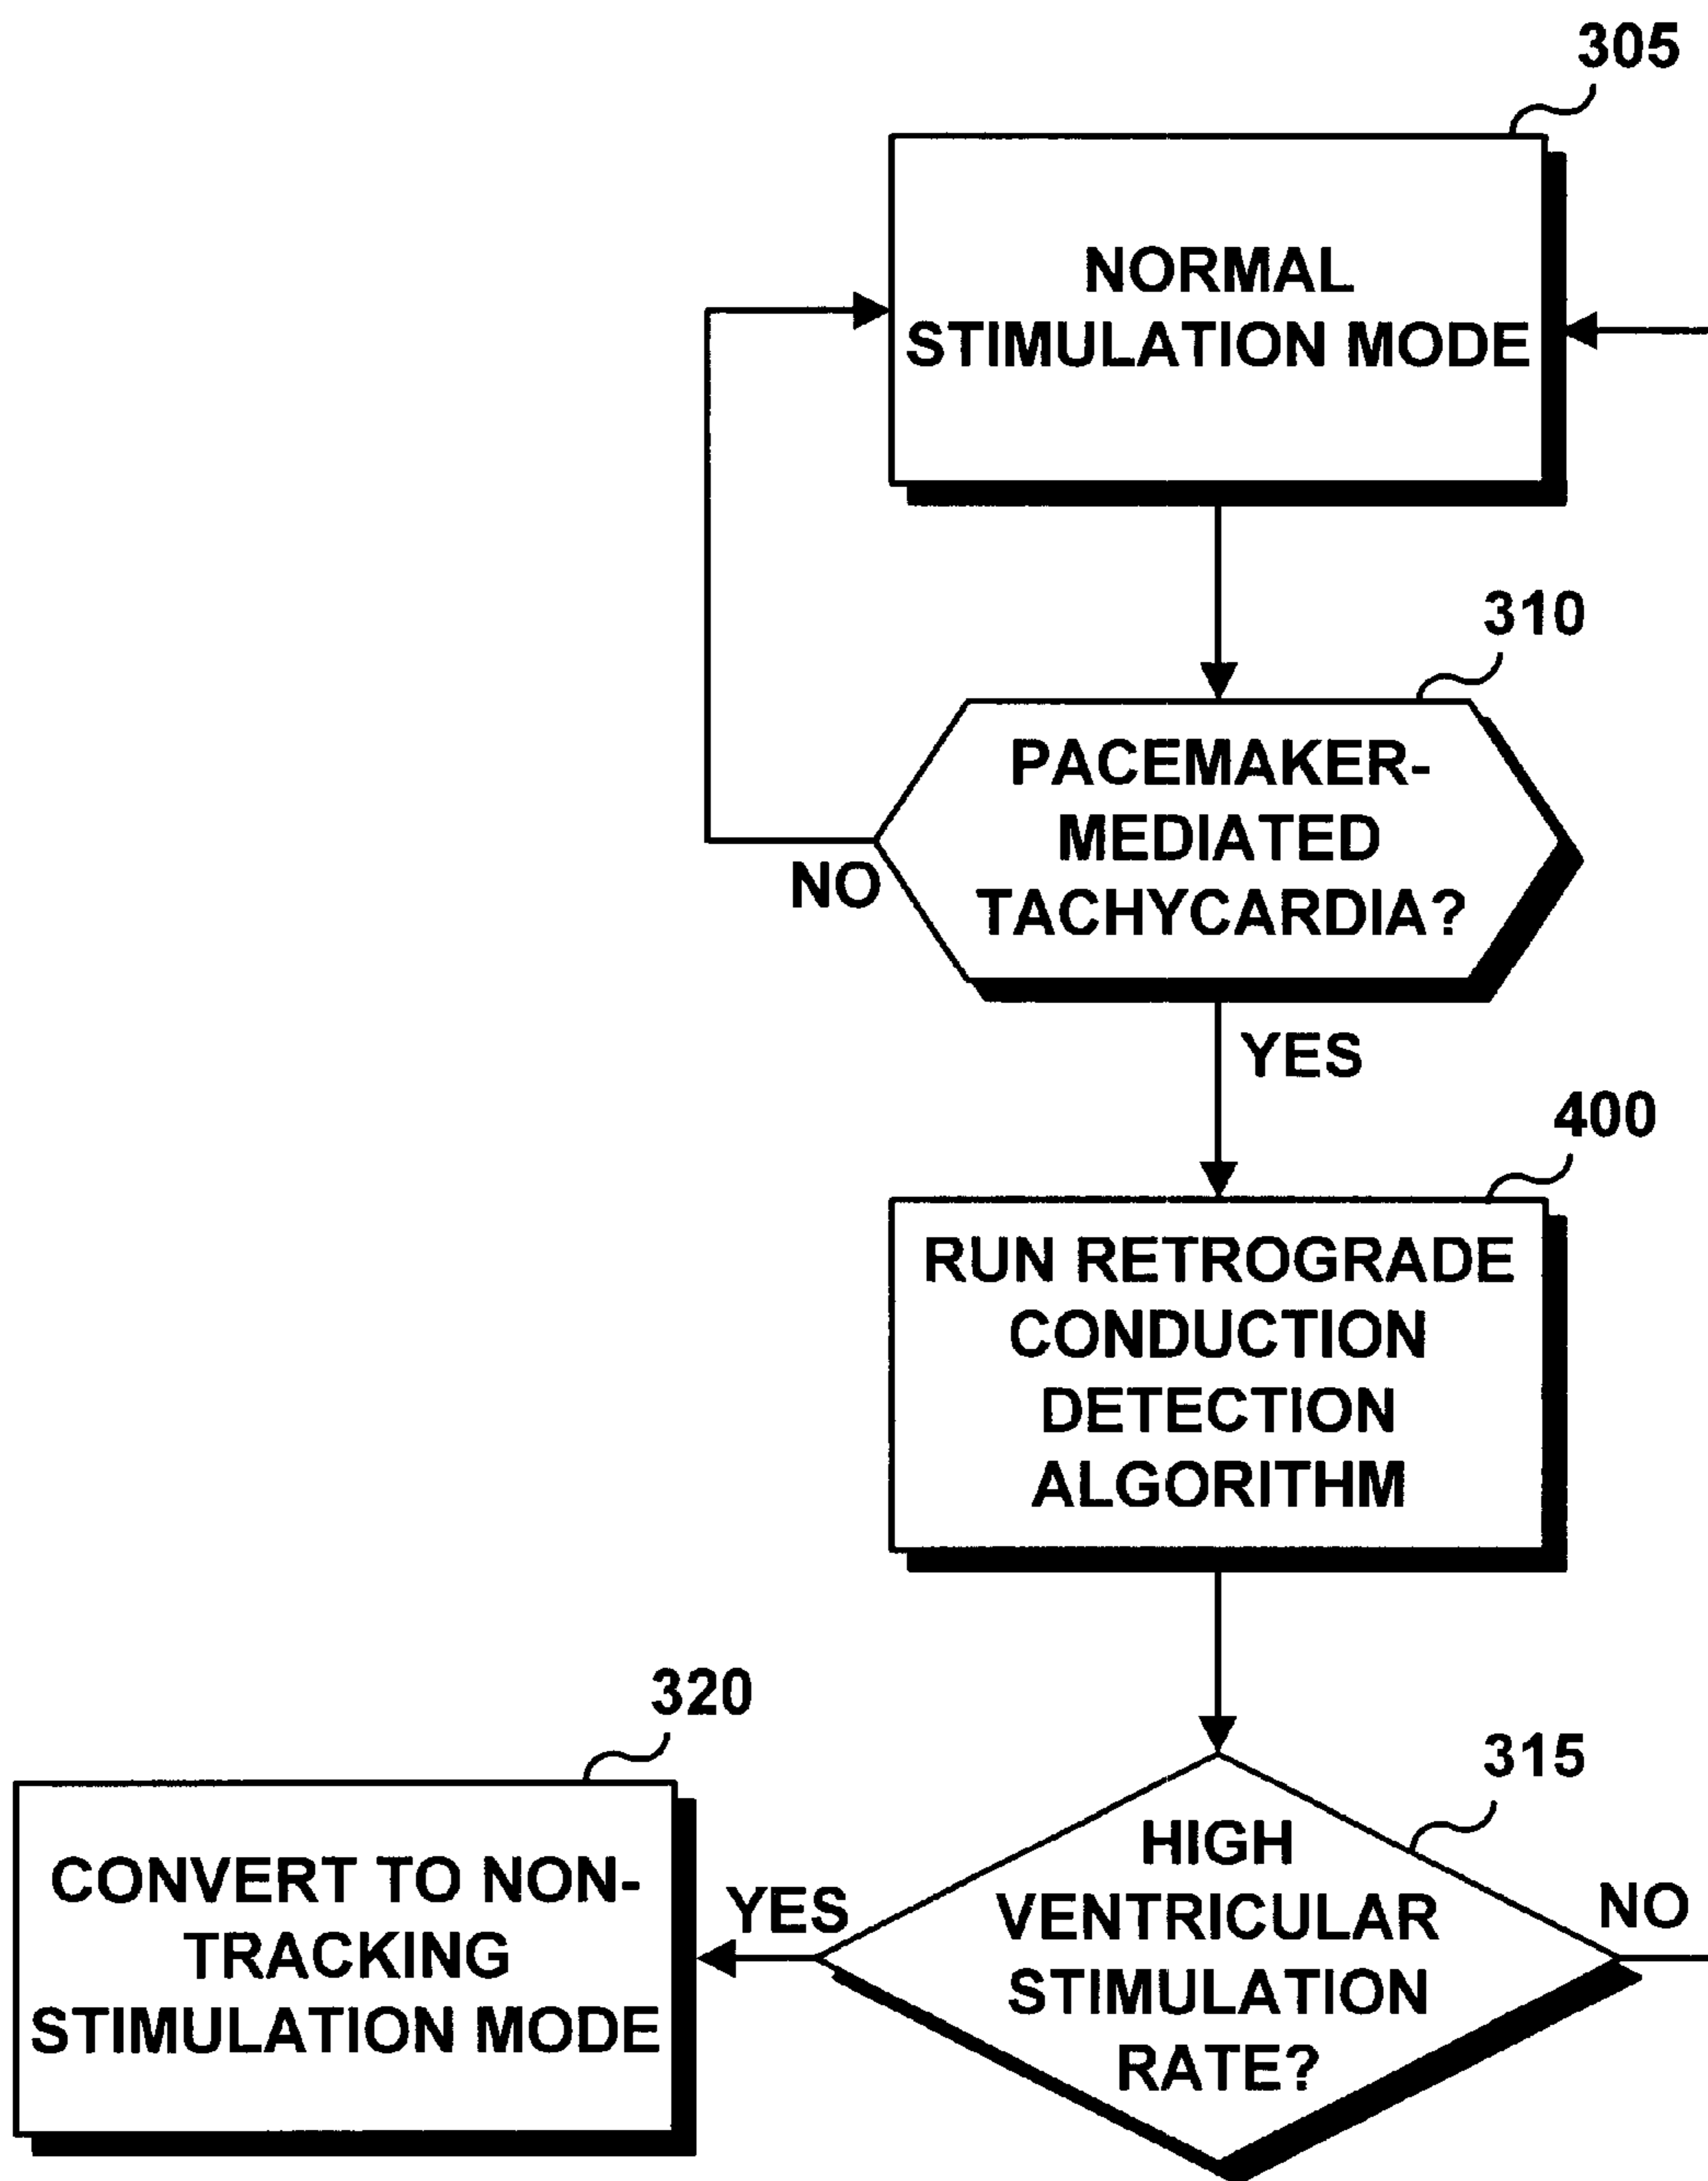 305
NORMAL
STIMULATION MODE
310
PACEMAKER-
MEDIATED
TACHYCARDIA?
NO
YES
400
RUN RETROGRADE
CONDUCTION
DETECTION
ALGORITHM
320
315
CONVERT TO NON-
TRACKING
STIMULATION MODE
YES
HIGH
VENTRICULAR
STIMULATION
RATE?
NO